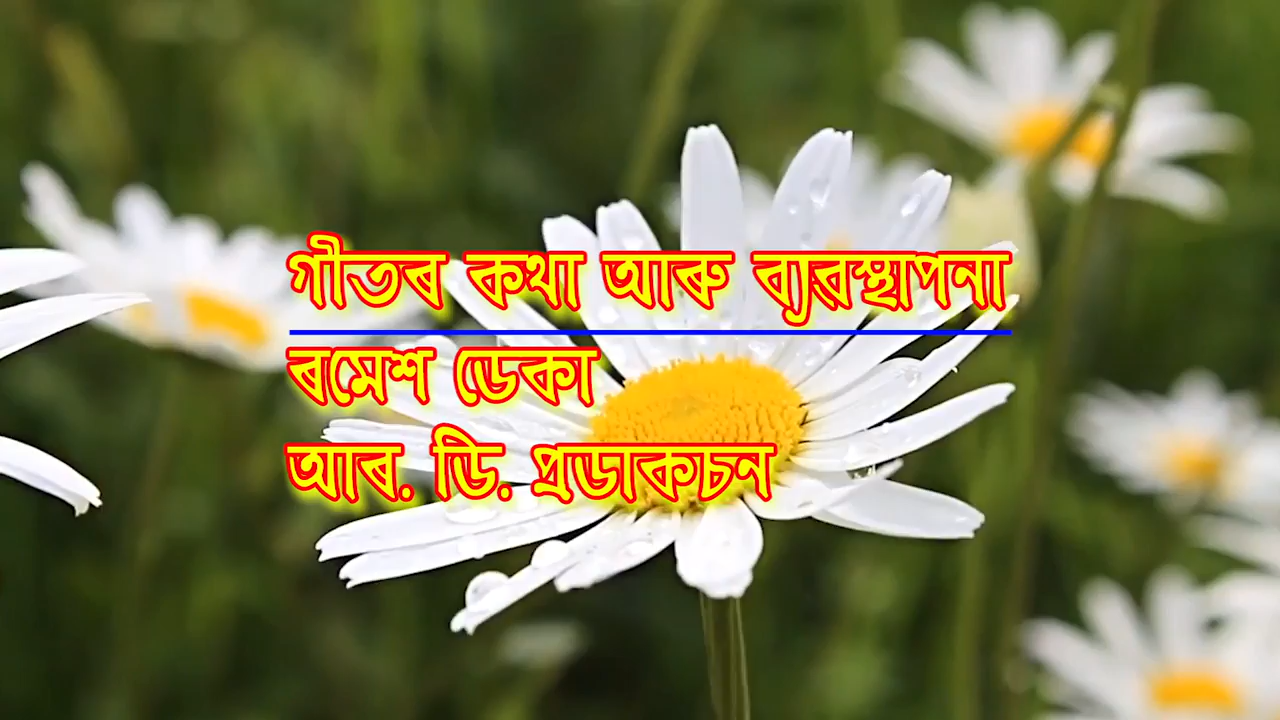 গীতৰ কথা আৰু ব্যৱস্থাপনা
ৰমেশ ডেকা
আৰ. ডি. প্ৰডাকচন